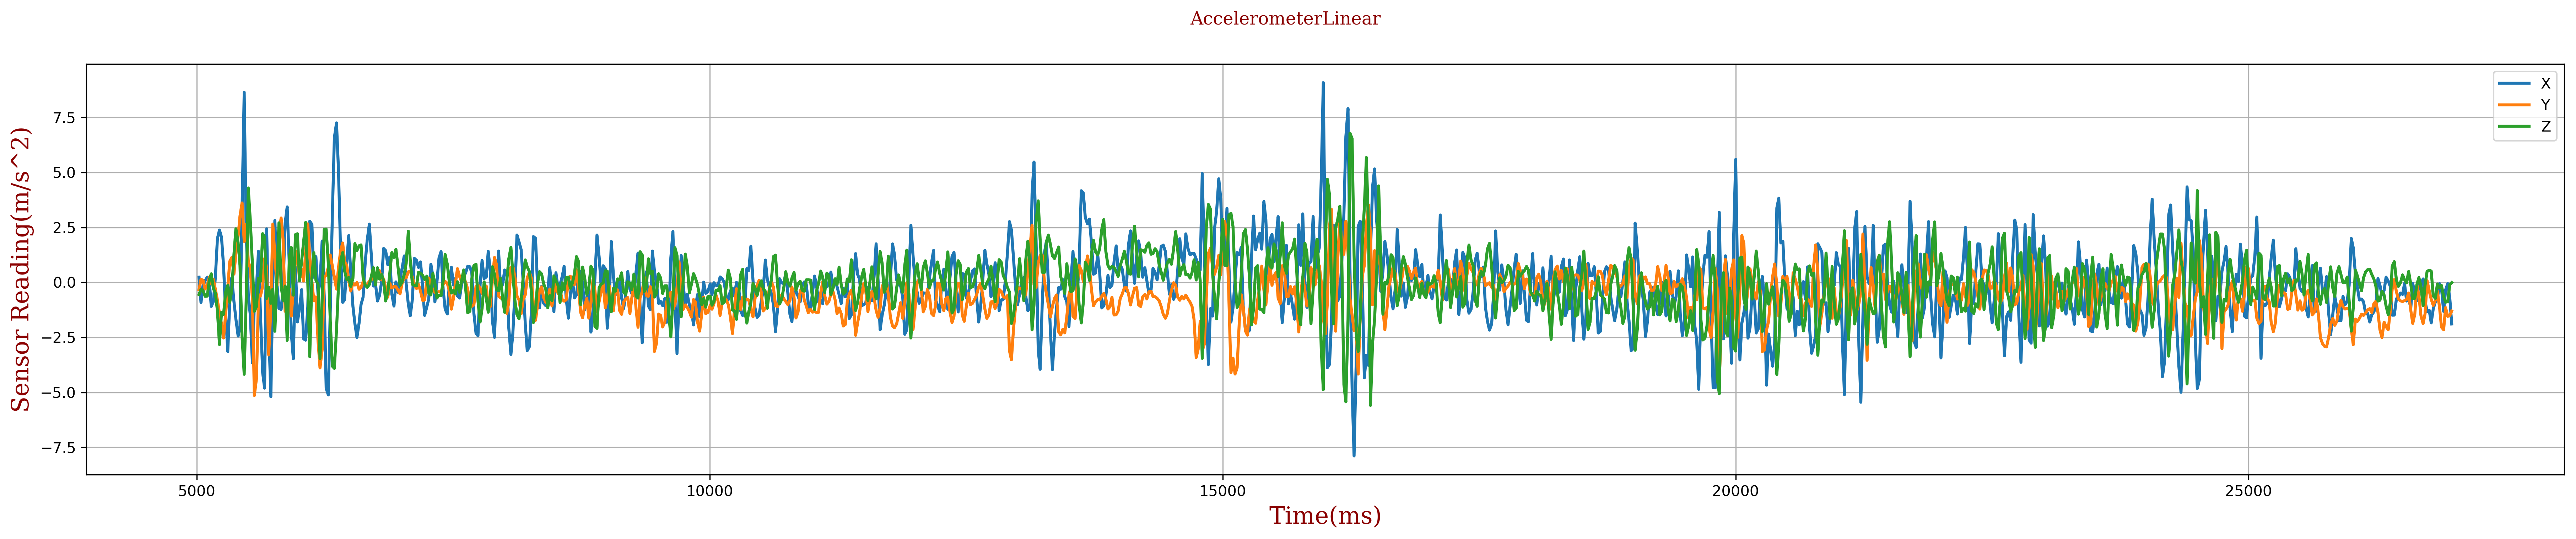 AccelerometerLinear
X
Y
Z
Sensor Reading(m/s^2)
7.5
5.0
2.5
0.0
−2.5
−5.0
−7.5
5000 10000 15000 20000 25000
Time(ms)